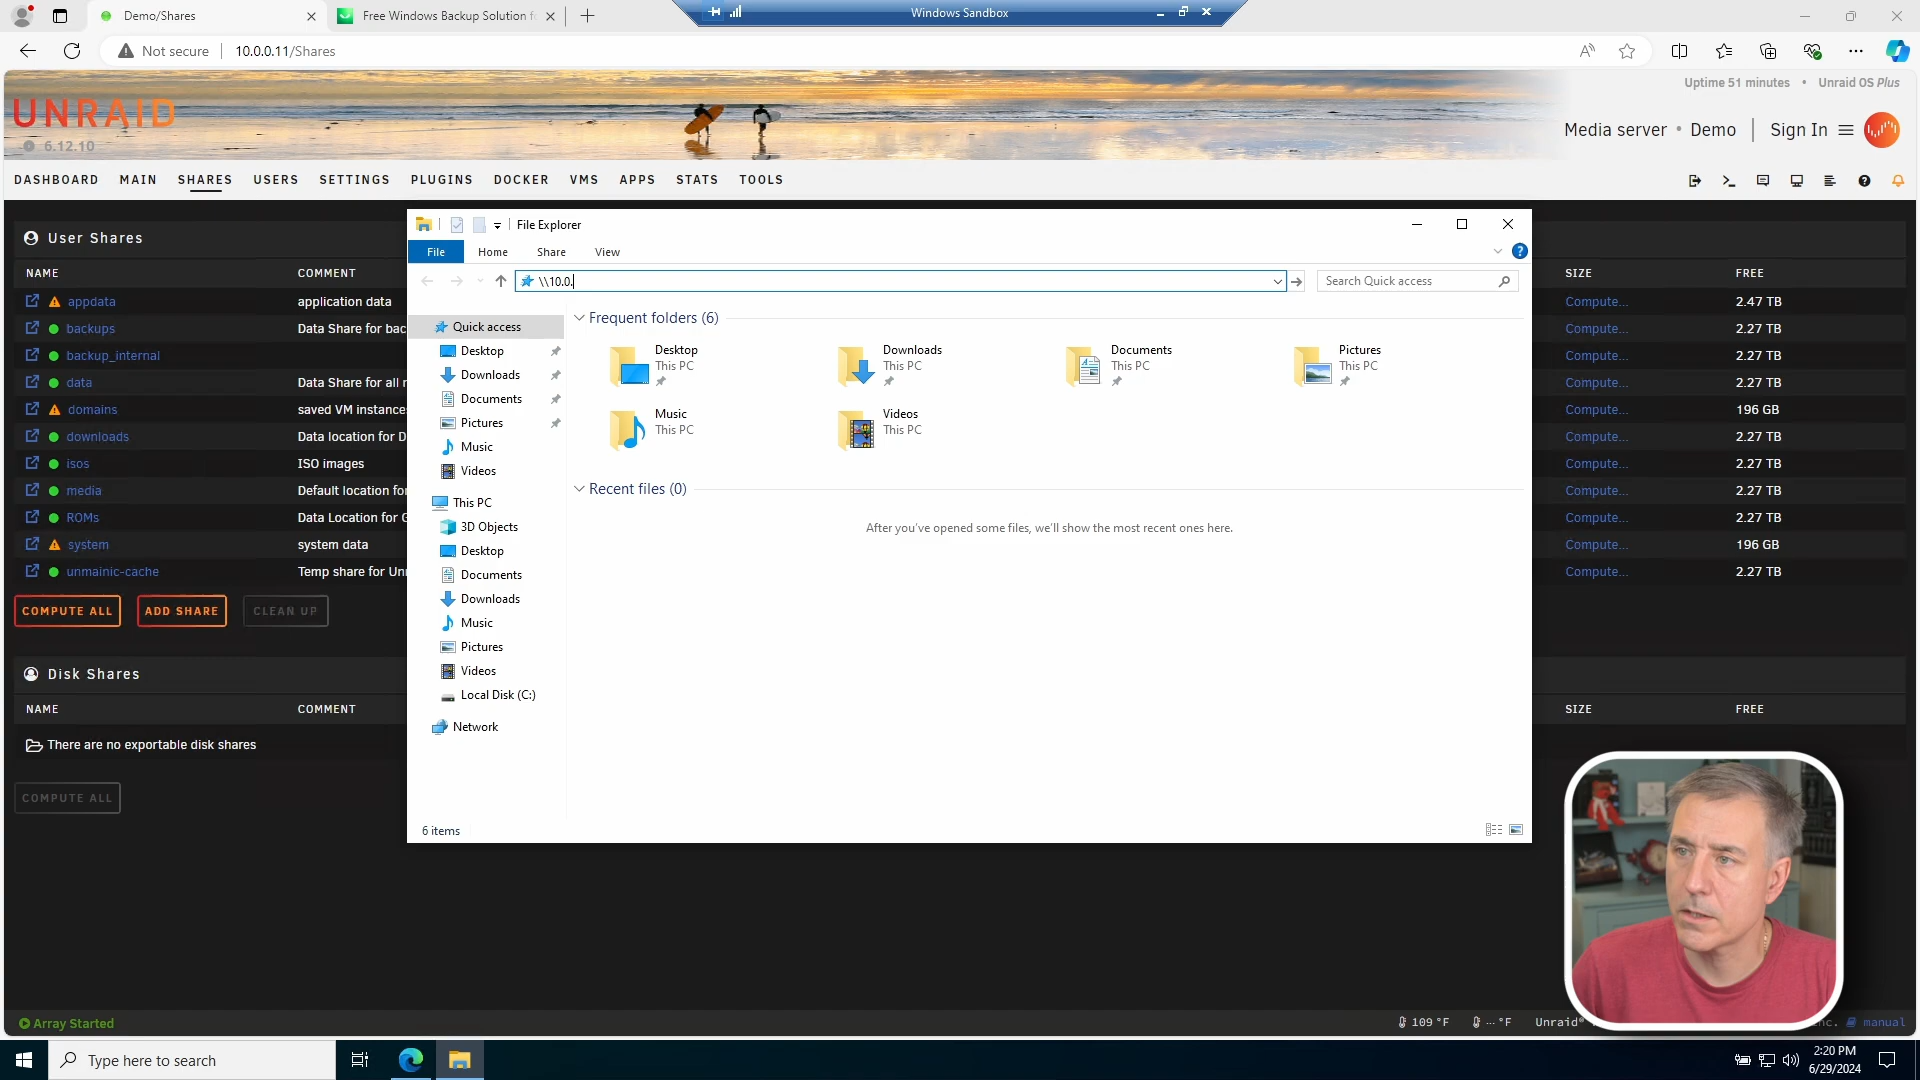 Demo/Shares
Free Windows Backup Solution f
Windows Sandbox
Not secure
10.0.0.11/Shares
Uptime 51 minutes • Unraid OS Plus
UNRAID
6.12.10
Media server • Demo
Sign In
DASHBOARD MAIN SHARES USERS SETTINGS PLUGINS DOCKER VMS APPS STATS TOOLS
User Shares
NAME COMMENT SIZE FREE
appdata application data Compute... 2.47 TB
backups Data Share for bac Compute... 2.27 TB
backup_internal Compute... 2.27 TB
data Data Share for all Compute... 2.27 TB
domains saved VM instance Compute... 196 GB
downloads Data location for D Compute... 2.27 TB
isos ISO images Compute... 2.27 TB
media Default location for Compute... 2.27 TB
ROMs Data Location for Compute... 2.27 TB
system system data Compute... 196 GB
unmainic-cache Temp share for Un Compute... 2.27 TB
COMPUTE ALL ADD SHARE CLEAN UP
Disk Shares
NAME COMMENT SIZE FREE
There are no exportable disk shares
COMPUTE ALL
File Explorer
File Home Share View
\\10.0.
Search Quick access
Quick access
Desktop
Downloads
Documents
Pictures
Music
Videos
This PC
3D Objects
Desktop
Documents
Downloads
Music
Pictures
Videos
Local Disk (C:)
Network
Frequent folders (6)
Desktop
This PC
Downloads
This PC
Documents
This PC
Pictures
This PC
Music
This PC
Videos
This PC
Recent files (0)
After you've opened some files, we'll show the most recent ones here.
6 items
Array Started
109 °F
--- °F
Unraid®
manual
Type here to search
2:20 PM
6/29/2024